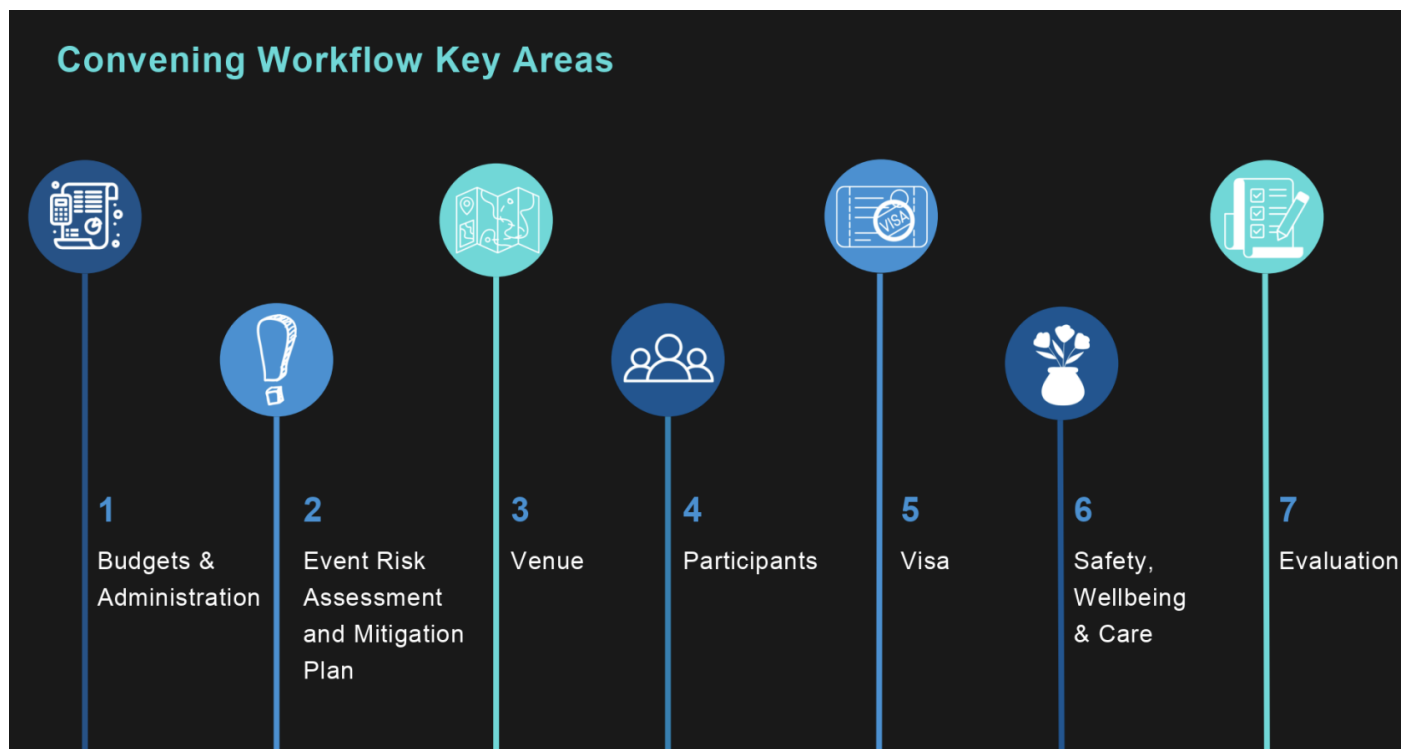 Convening Workflow Key Areas
VISA
1
Budgets &
Administration
2
Event Risk
Assessment
and Mitigation
Plan
3
Venue
4
Participants
5
Visa
6
Safety,
Wellbeing
& Care
7
Evaluation